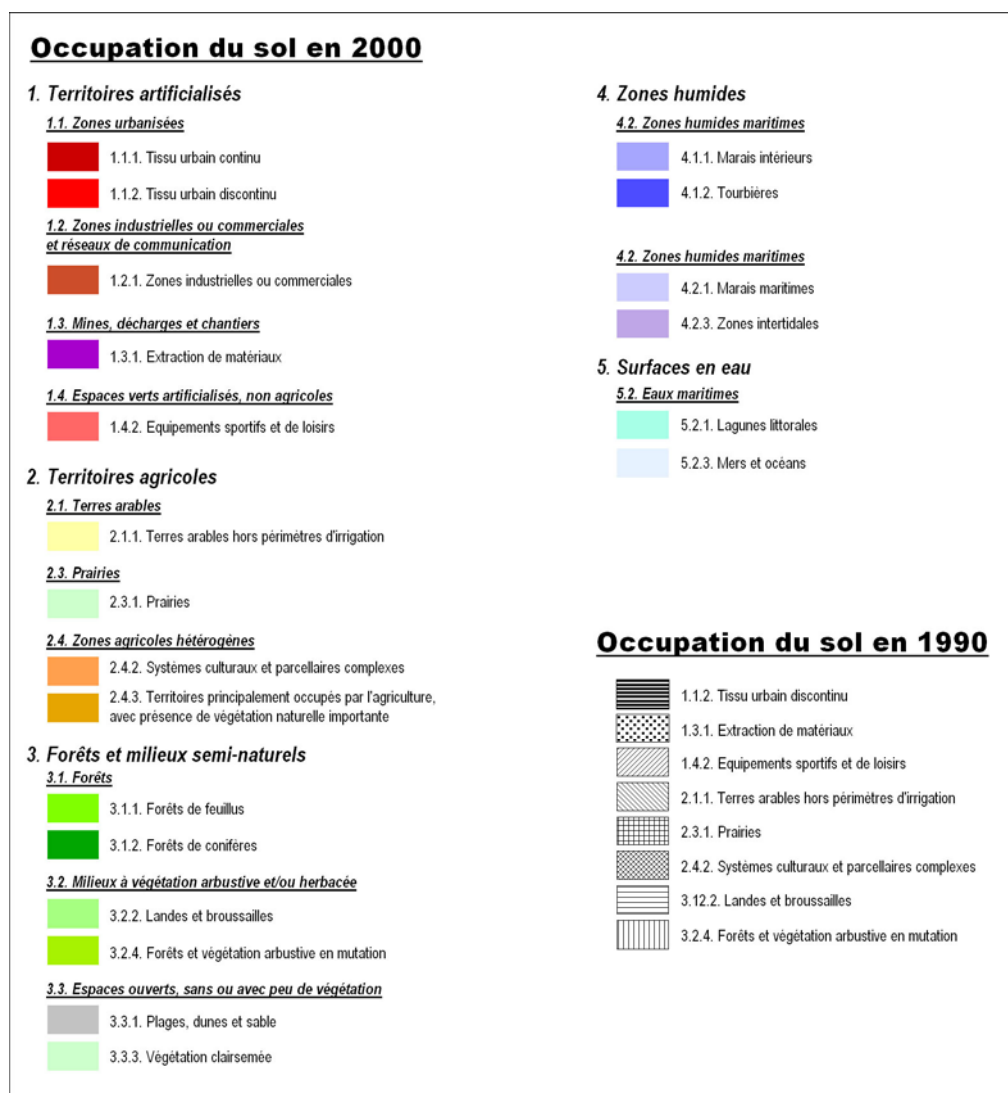 Occupation du sol en 2000
1. Territoires artificialisés
1.1. Zones urbanisées
1.1.1. Tissu urbain continu
1.1.2. Tissu urbain discontinu
1.2. Zones industrielles ou commerciales
et réseaux de communication
1.2.1. Zones industrielles ou commerciales
1.3. Mines, décharges et chantiers
1.3.1. Extraction de matériaux
1.4. Espaces verts artificialisés, non agricoles
1.4.2. Equipements sportifs et de loisirs
2. Territoires agricoles
2.1. Terres arables
2.1.1. Terres arables hors périmètres d'irrigation
2.3. Prairies
2.3.1. Prairies
2.4. Zones agricoles hétérogènes
2.4.2. Systèmes culturaux et parcellaires complexes
2.4.3. Territoires principalement occupés par l'agriculture,
avec présence de végétation naturelle importante
3. Forêts et milieux semi-naturels
3.1. Forêts
3.1.1. Forêts de feuillus
3.1.2. Forêts de conifères
3.2. Milieux à végétation arbustive et/ou herbacée
3.2.2. Landes et broussailles
3.2.4. Forêts et végétation arbustive en mutation
3.3. Espaces ouverts, sans ou avec peu de végétation
3.3.1. Plages, dunes et sable
3.3.3. Végétation clairsemée
4. Zones humides
4.2. Zones humides maritimes
4.1.1. Marais intérieurs
4.1.2. Tourbières
4.2. Zones humides maritimes
4.2.1. Marais maritimes
4.2.3. Zones intertidales
5. Surfaces en eau
5.2. Eaux maritimes
5.2.1. Lagunes littorales
5.2.3. Mers et océans
Occupation du sol en 1990
1.1.2. Tissu urbain discontinu
1.3.1. Extraction de matériaux
1.4.2. Equipements sportifs et de loisirs
2.1.1. Terres arables hors périmètres d'irrigation
2.3.1. Prairies
2.4.2. Systèmes culturaux et parcellaires complexes
3.12.2. Landes et broussailles
3.2.4. Forêts et végétation arbustive en mutation